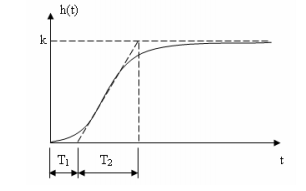 h(t)
k
T₁ T₂ t